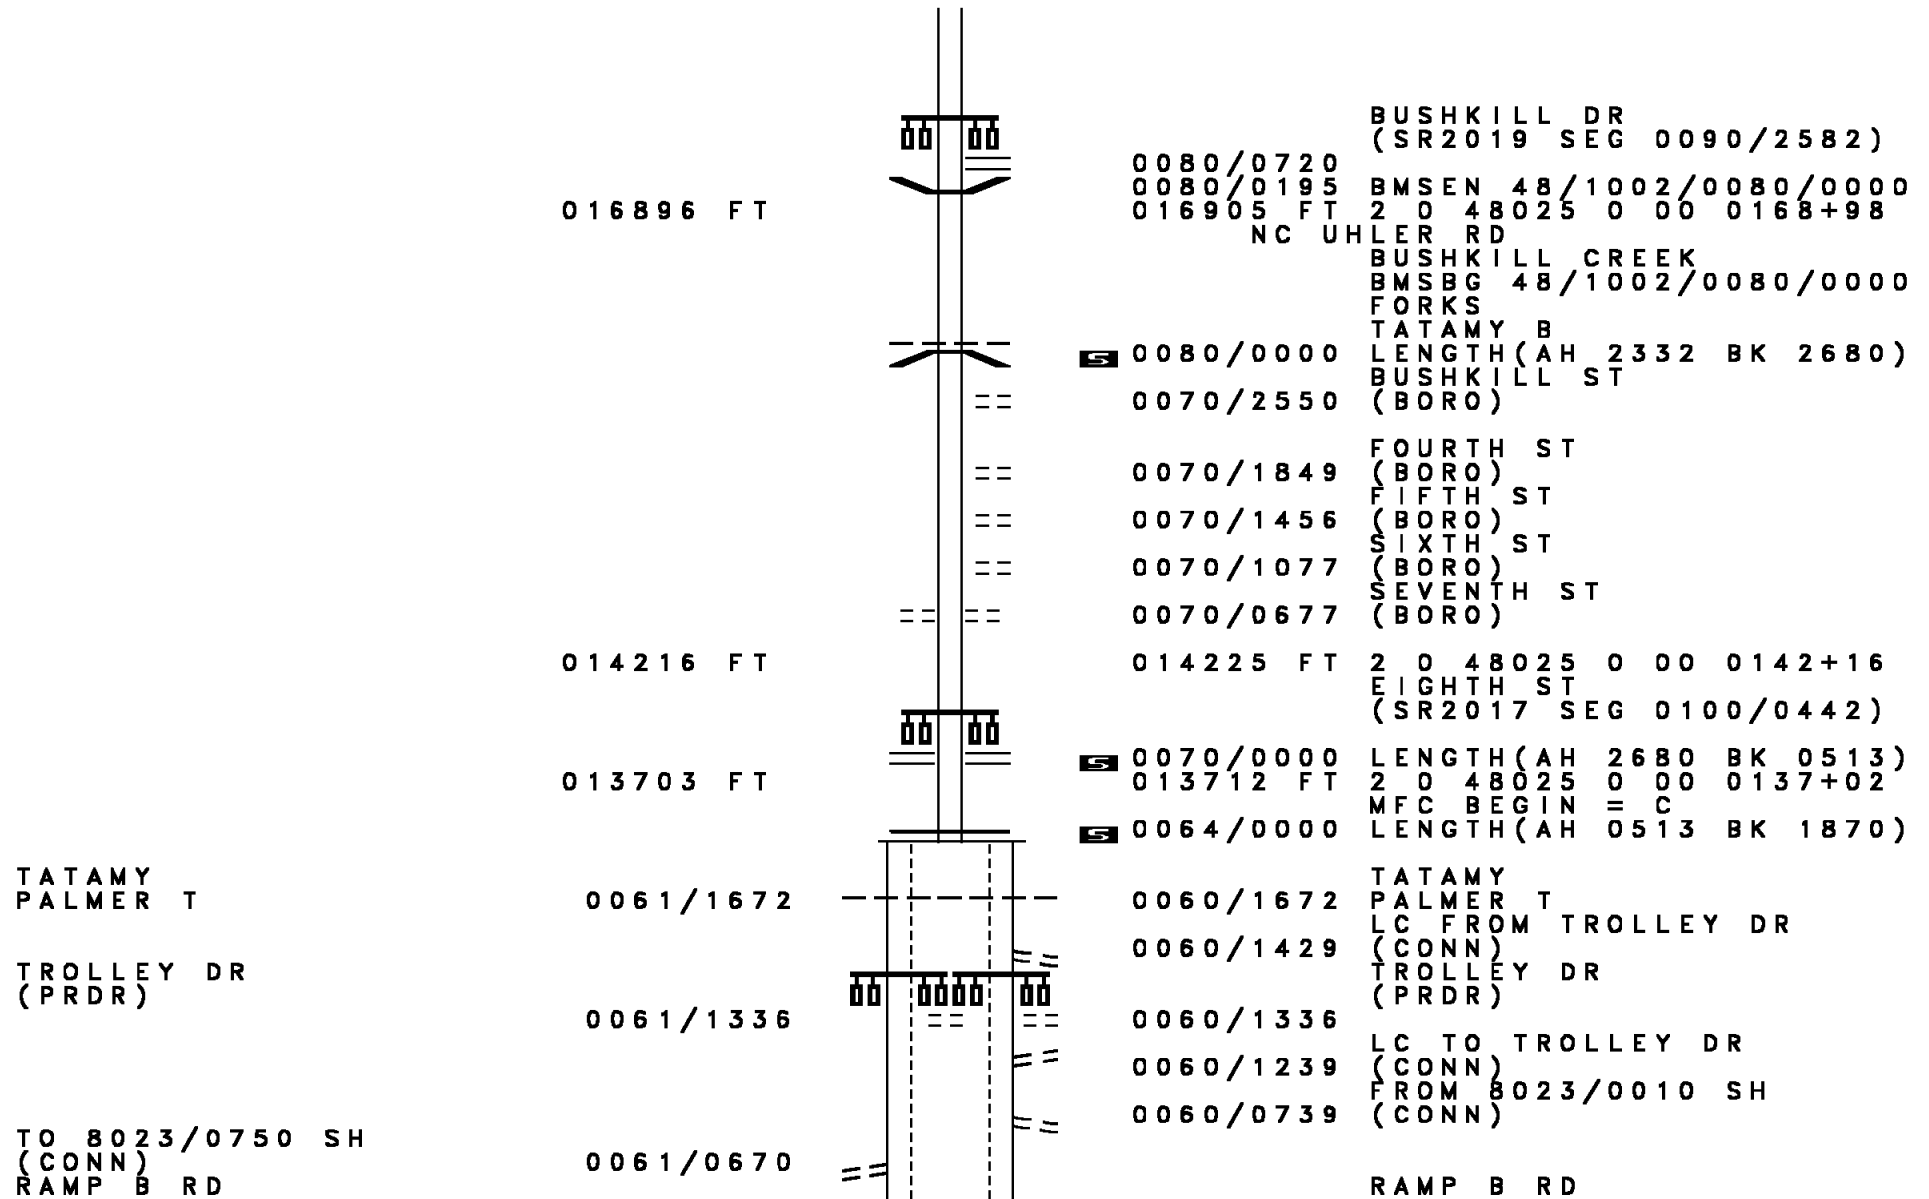 BUSHKILL DR
(SR2019 SEG 0090/2582)
0080/0720
0080/0195 BMSEN 48/1002/0080/0000
016896 FT 016905 FT 2 0 48025 0 00 0168+98
NC UHLER RD
BUSHKILL CREEK
BMSBG 48/1002/0080/0000
FORKS
TATAMY B
S 0080/0000 LENGTH(AH 2332 BK 2680)
BUSHKILL ST
0070/2550 (BORO)
FOURTH ST
0070/1849 (BORO)
FIFTH ST
0070/1456 (BORO)
SIXTH ST
0070/1077 (BORO)
SEVENTH ST
0070/0677 (BORO)
014216 FT 014225 FT 2 0 48025 0 00 0142+16
EIGHTH ST
(SR2017 SEG 0100/0442)
S 0070/0000 LENGTH(AH 2680 BK 0513)
013703 FT 013712 FT 2 0 48025 0 00 0137+02
MFC BEGIN = C
S 0064/0000 LENGTH(AH 0513 BK 1870)
TATAMY TATAMY
PALMER T 0061/1672 0060/1672 PALMER T
LC FROM TROLLEY DR
0060/1429 (CONN)
TROLLEY DR TROLLEY DR
(PRDR) (PRDR)
0061/1336 0060/1336
LC TO TROLLEY DR
0060/1239 (CONN)
FROM 8023/0010 SH
0060/0739 (CONN)
TO 8023/0750 SH
(CONN) 0061/0670
RAMP B RD RAMP B RD